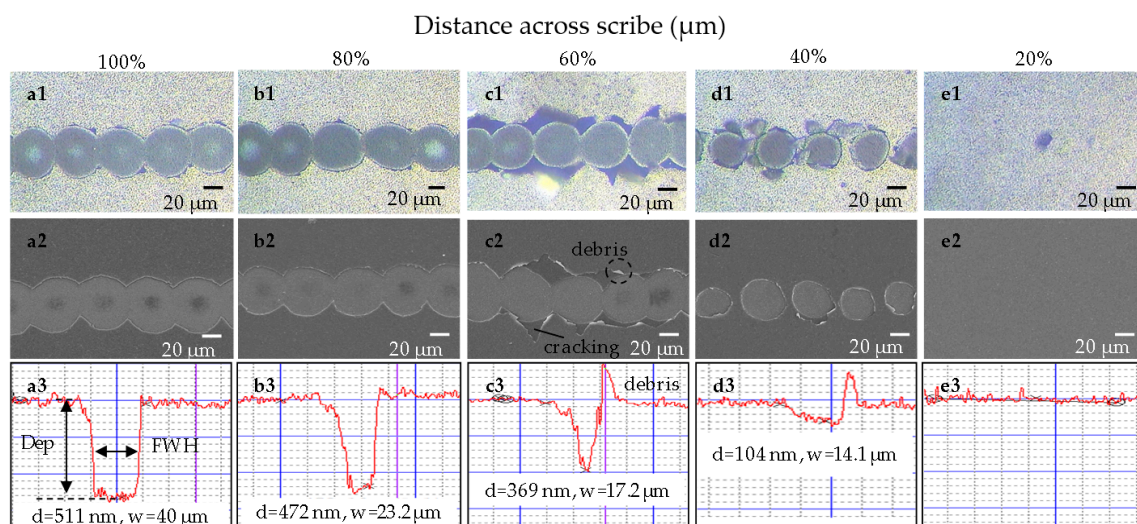 Distance across scribe (µm)
100% 80% 60% 40% 20%
a1 b1 c1 d1 e1
20 µm 20 µm 20 µm 20 µm 20 µm
a2 b2 c2 d2 e2
debris
cracking
20 µm 20 µm 20 µm 20 µm 20 µm
a3 b3 c3 d3 e3
debris
Dep FWH
d=511 nm, w=40 µm
d=472 nm, w=23.2 µm
d=369 nm, w=17.2 µm
d=104 nm, w=14.1 µm